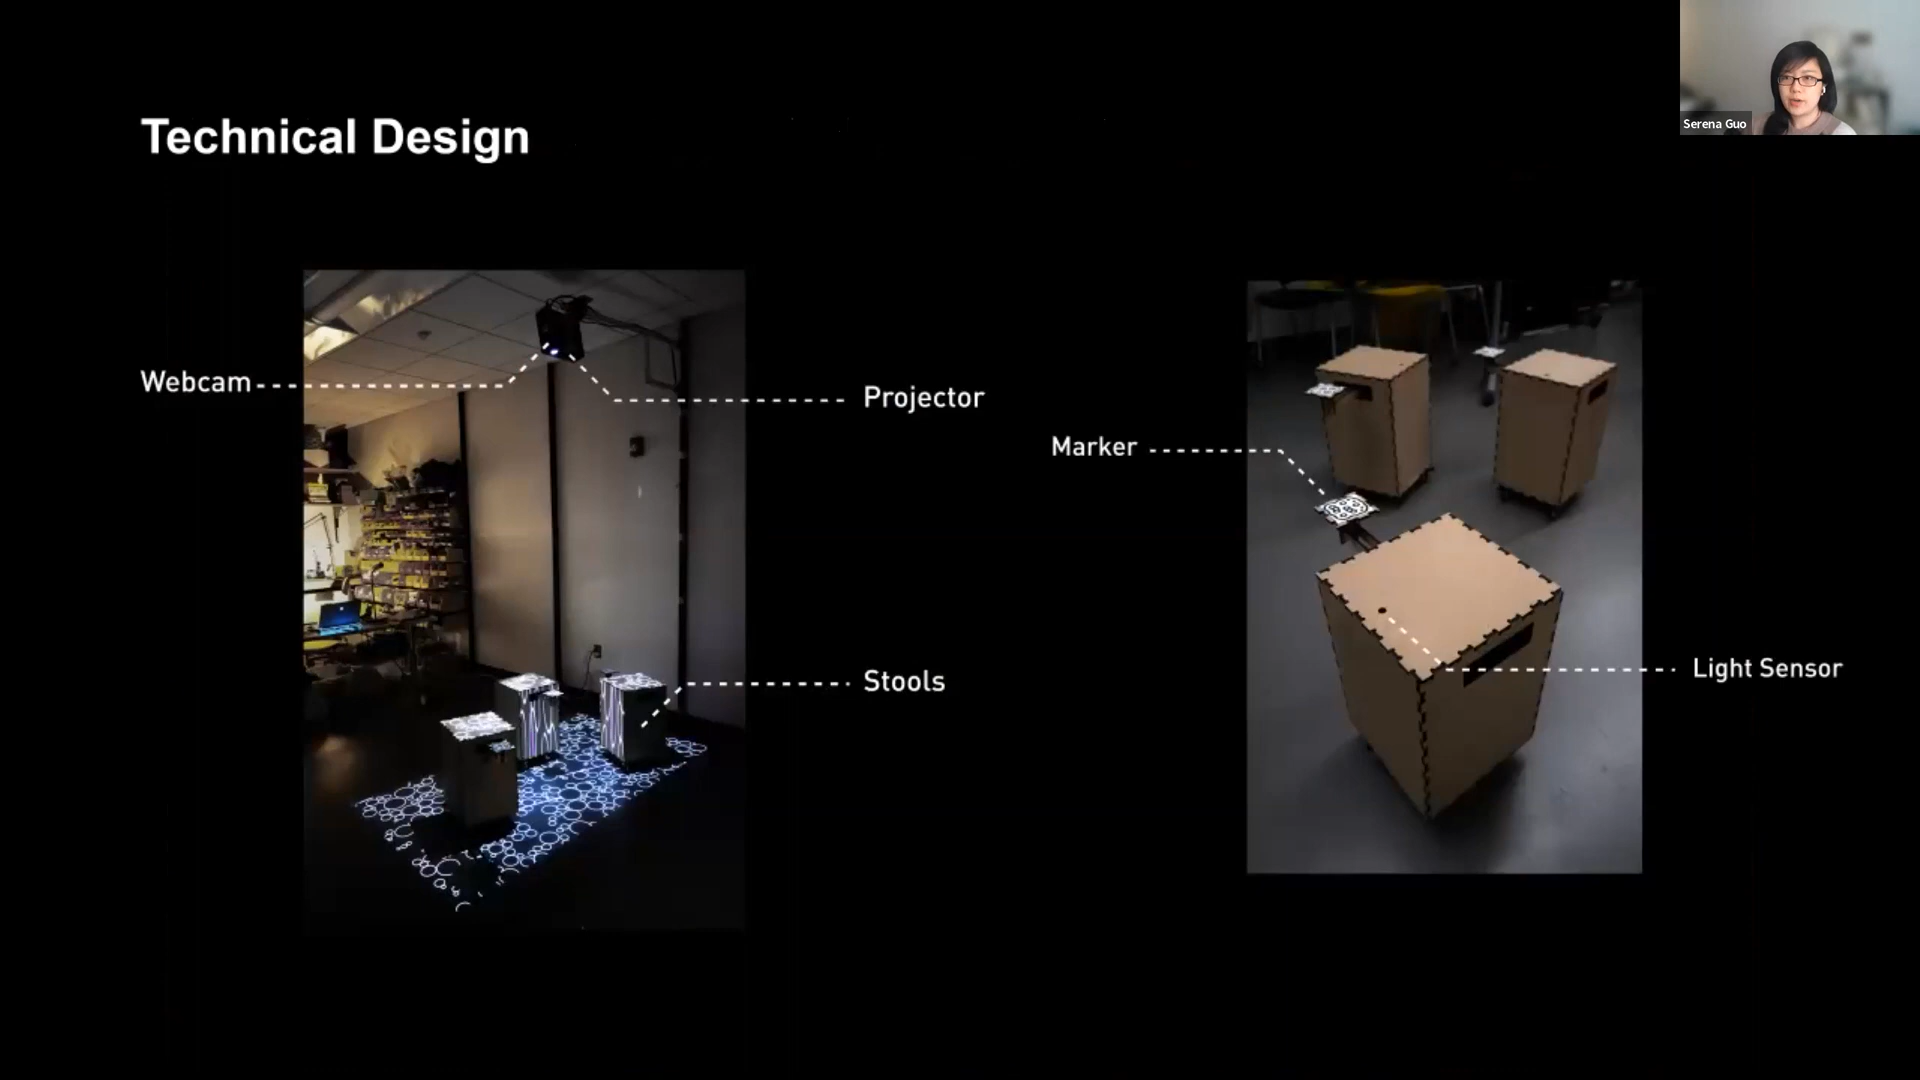 Serena Guo
Technical Design
Webcam
Projector
Marker
Stools
Light Sensor